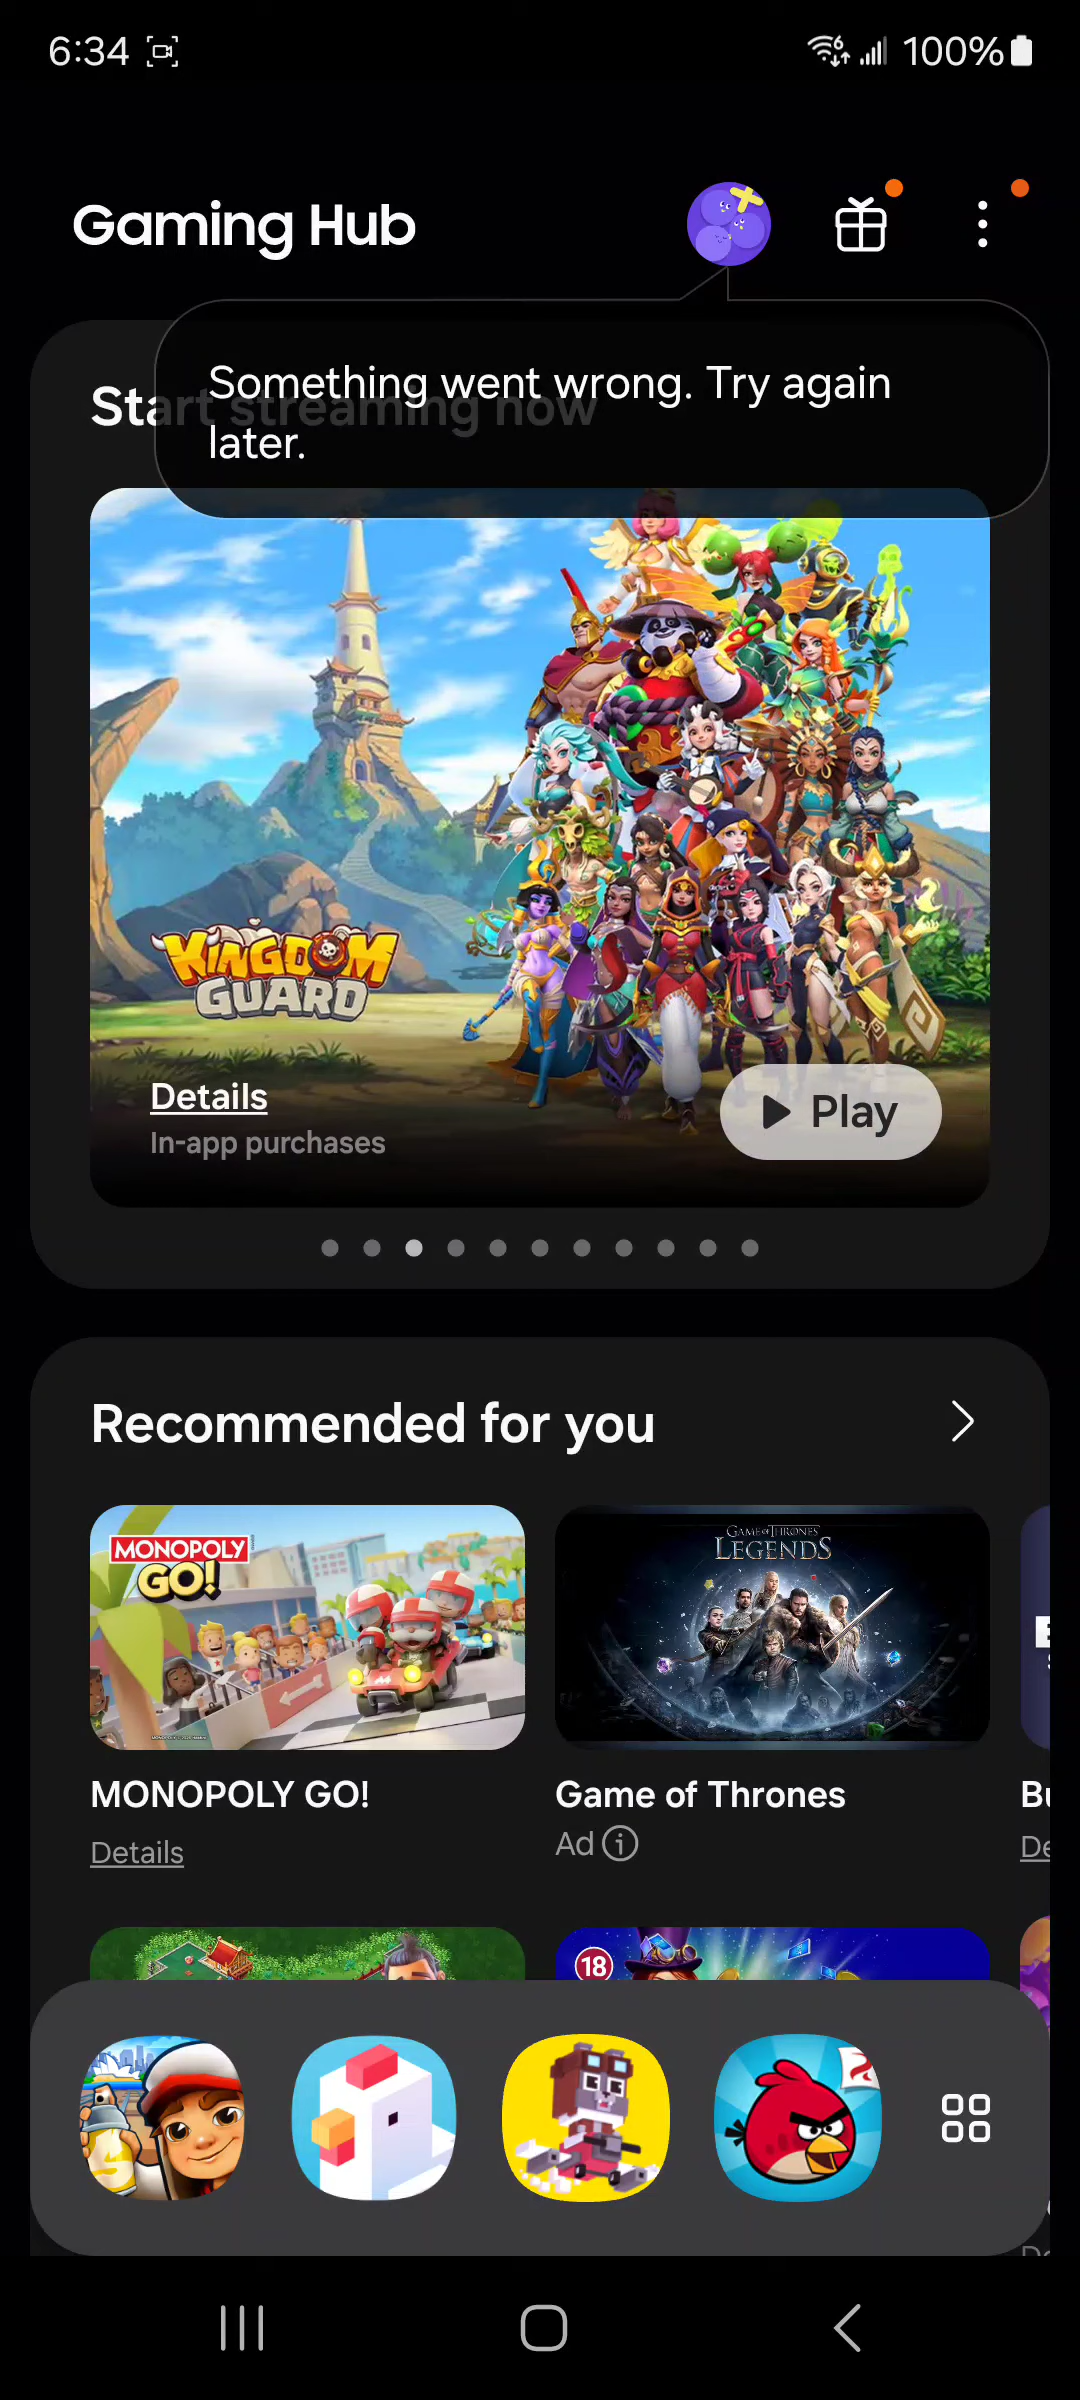 6:34
100%
Gaming Hub
Something went wrong. Try again
later.
Start streaming now
KINGDOM
GUARD
Details
In-app purchases
Play
Recommended for you
MONOPOLY
GO!
GAME OF THRONES
LEGENDS
MONOPOLY GO!
Details
Game of Thrones
Ad
18